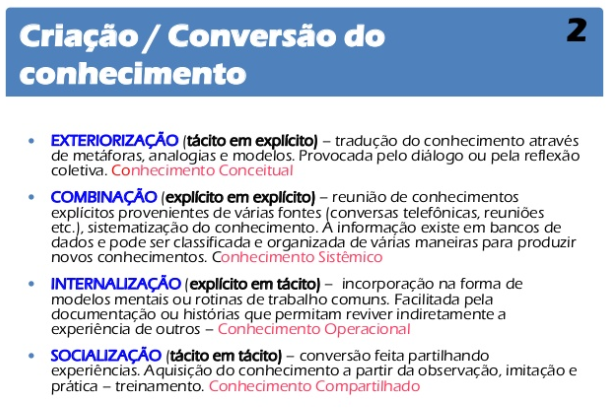 Criação / Conversão do
conhecimento
2
• EXTERIORIZAÇÃO (tácito em explícito) – tradução do conhecimento através
de metáforas, analogias e modelos. Provocada pelo diálogo ou pela reflexão
coletiva. Conhecimento Conceitual
• COMBINAÇÃO (explícito em explícito) – reunião de conhecimentos
explícitos provenientes de várias fontes (conversas telefônicas, reuniões
etc.), sistematização do conhecimento. A informação existe em bancos de
dados e pode ser classificada e organizada de várias maneiras para produzir
novos conhecimentos. Conhecimento Sistêmico
• INTERNALIZAÇÃO (explícito em tácito) – incorporação na forma de
modelos mentais ou rotinas de trabalho comuns. Facilitada pela
documentação ou histórias que permitam reviver indiretamente a
experiência de outros – Conhecimento Operacional
• SOCIALIZAÇÃO (tácito em tácito) – conversão feita partilhando
experiências. Aquisição do conhecimento a partir da observação, imitação e
prática – treinamento. Conhecimento Compartilhado